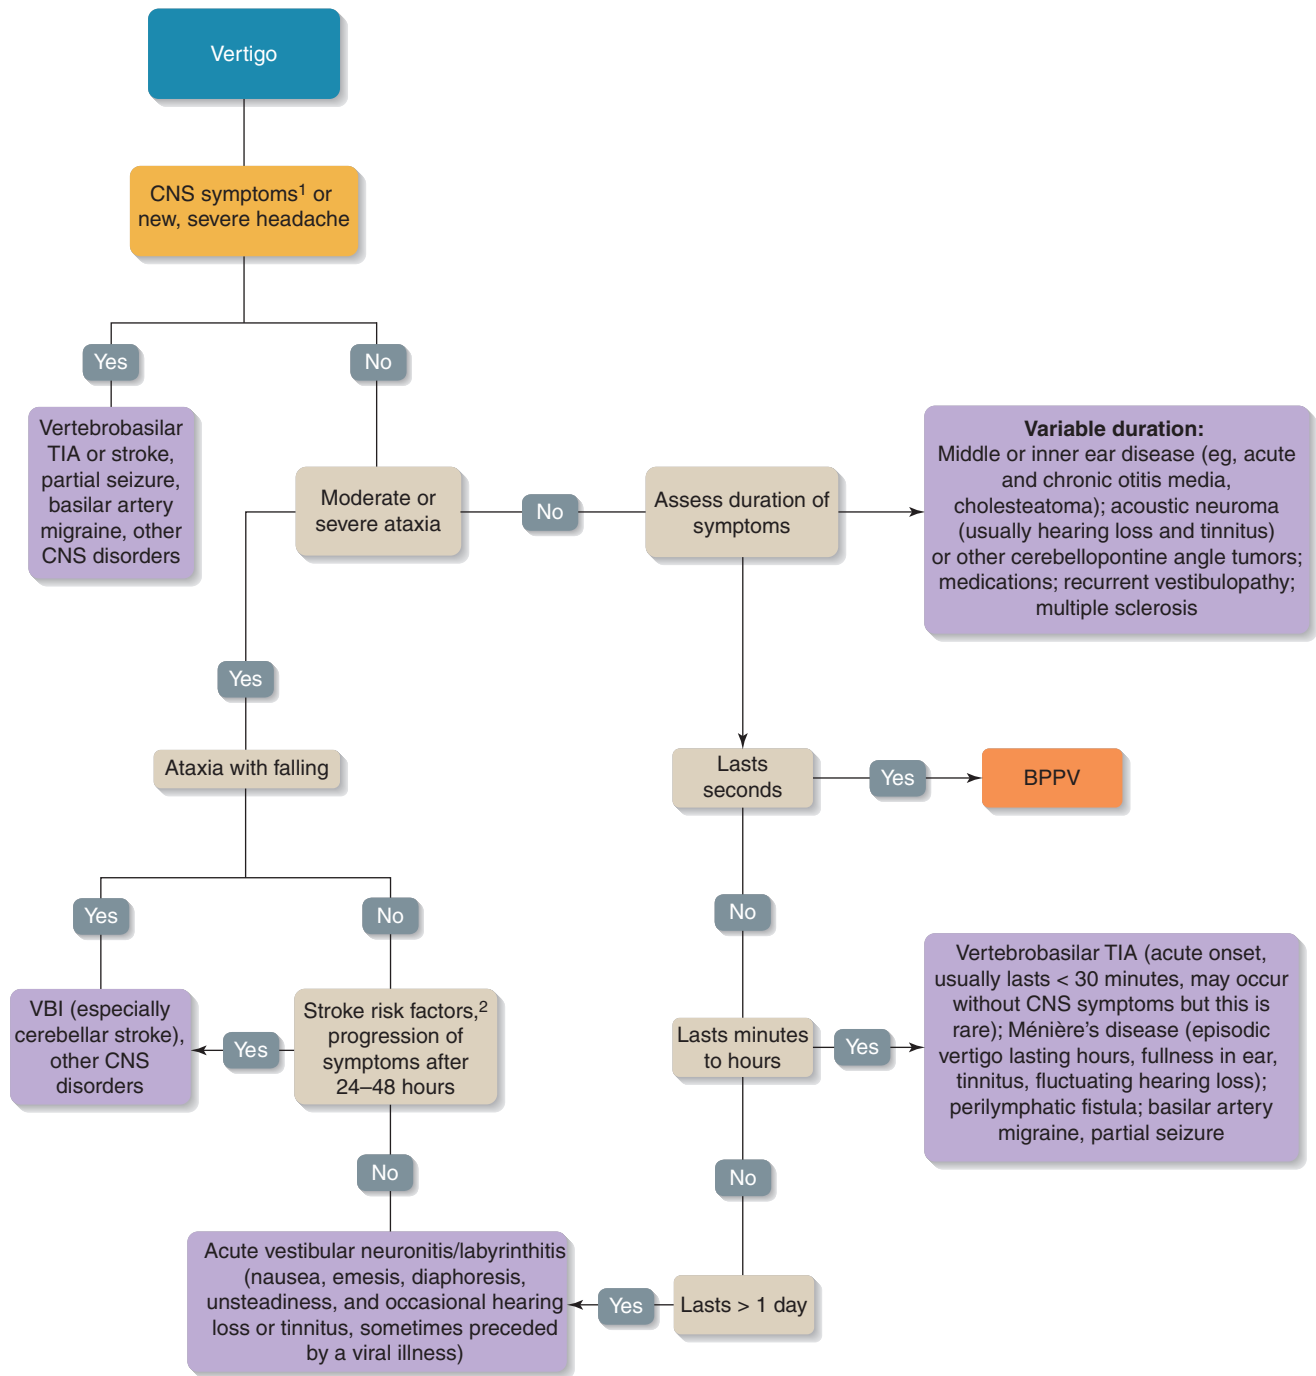 Vertigo
CNS symptoms¹ or
new, severe headache
Yes
No
Vertebrobasilar
TIA or stroke,
partial seizure,
basilar artery
migraine, other
CNS disorders
Moderate or
severe ataxia
No
Assess duration of
symptoms
Variable duration:
Middle or inner ear disease (eg, acute
and chronic otitis media,
cholesteatoma); acoustic neuroma
(usually hearing loss and tinnitus)
or other cerebellopontine angle tumors;
medications; recurrent vestibulopathy;
multiple sclerosis
Yes
Ataxia with falling
Lasts
seconds
Yes
BPPV
Yes
No
No
VBI (especially
cerebellar stroke),
other CNS
disorders
Yes
Stroke risk factors,²
progression of
symptoms after
24–48 hours
Lasts minutes
to hours
Yes
Vertebrobasilar TIA (acute onset,
usually lasts < 30 minutes, may occur
without CNS symptoms but this is
rare); Ménière’s disease (episodic
vertigo lasting hours, fullness in ear,
tinnitus, fluctuating hearing loss);
perilymphatic fistula; basilar artery
migraine, partial seizure
No
No
Acute vestibular neuronitis/labyrinthitis
(nausea, emesis, diaphoresis,
unsteadiness, and occasional hearing
loss or tinnitus, sometimes preceded
by a viral illness)
Yes
Lasts > 1 day